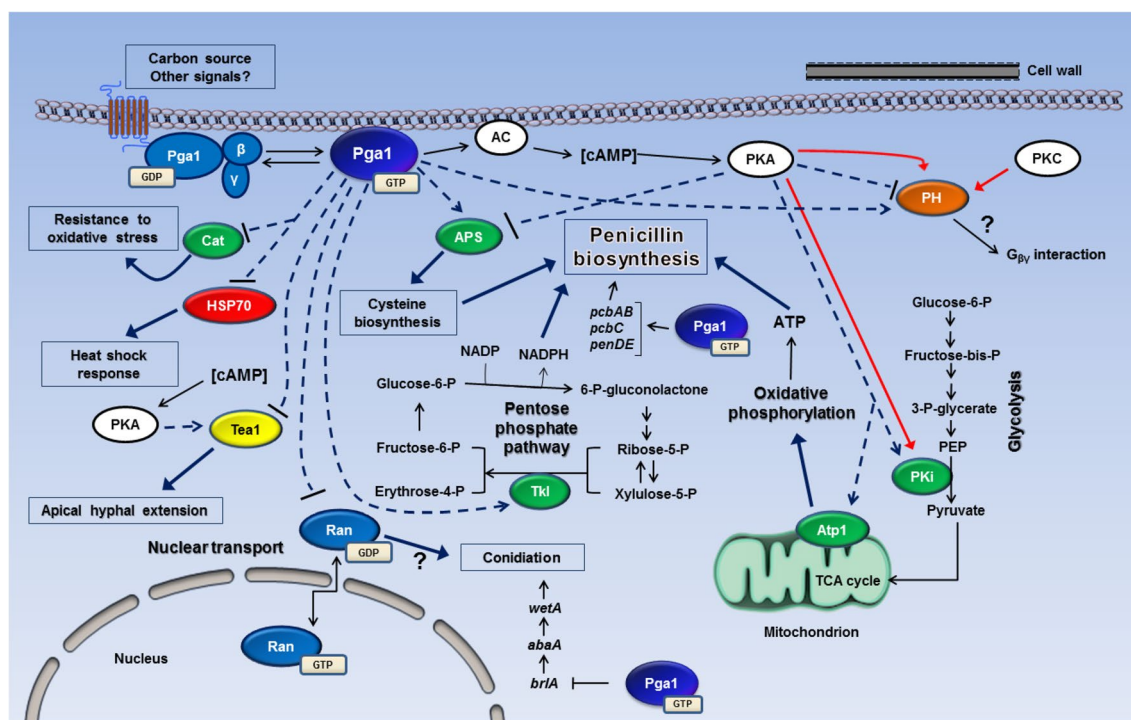 Carbon source
Other signals?
Cell wall
Pga1
GDP
β
γ
Pga1
GTP
AC
[cAMP]
PKA
PKC
PH
?
Gβγ interaction
Resistance to
oxidative stress
Cat
APS
Penicillin
biosynthesis
HSP70
Cysteine
biosynthesis
pcbAB
pcbC
penDE
Pga1
GTP
ATP
Glucose-6-P
Fructose-bis-P
3-P-glycerate
PEP
Pyruvate
Glycolysis
PKi
Heat shock
response
[cAMP]
PKA
Tea1
Apical hyphal extension
NADP
NADPH
Glucose-6-P
6-P-gluconolactone
Pentose
phosphate
pathway
Fructose-6-P
Ribose-5-P
Erythrose-4-P
Xylulose-5-P
Tkl
Oxidative
phosphorylation
Atp1
TCA cycle
Mitochondrion
Nuclear transport
Ran
GDP
?
Conidiation
wetA
abaA
brlA
Pga1
GTP
Ran
GTP
Nucleus